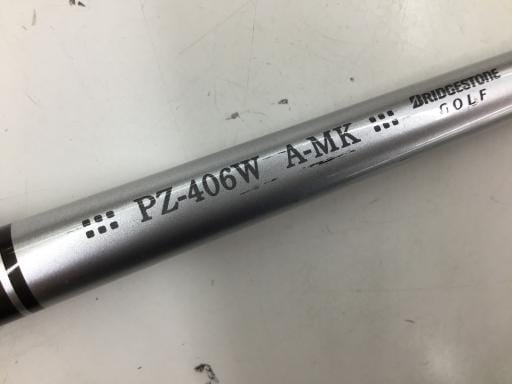 PZ-406W A-MK
BRIDGESTONE
GOLF